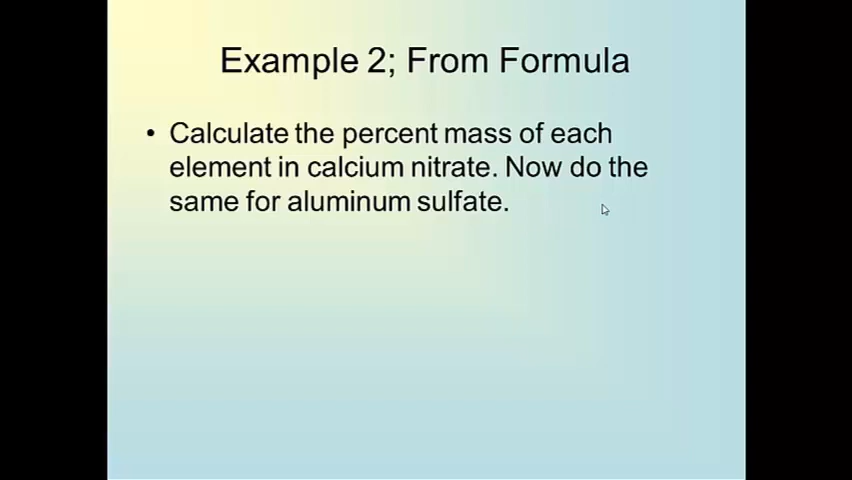 Example 2; From Formula
• Calculate the percent mass of each
element in calcium nitrate. Now do the
same for aluminum sulfate.